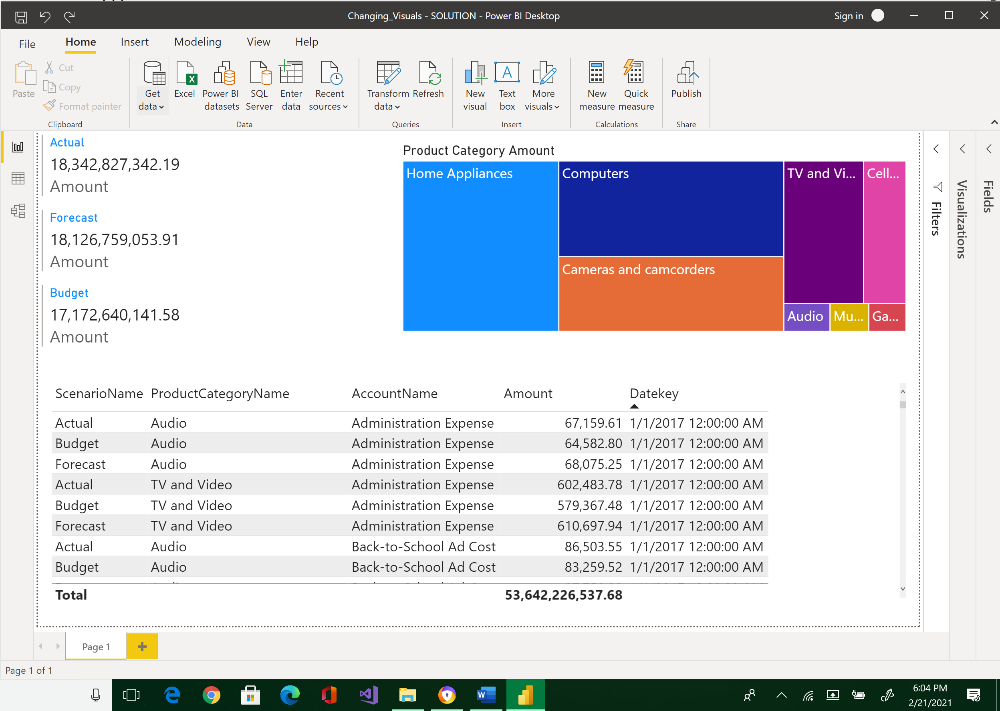 Changing_Visuals - SOLUTION - Power BI Desktop
Sign in
File Home Insert Modeling View Help
Paste
Cut
Copy
Format painter
Clipboard
Get data
Excel
Power BI datasets
SQL Server
Enter data
Recent sources
Data
Transform data
Refresh
Queries
New visual
Text box
More visuals
Insert
New measure
Quick measure
Calculations
Publish
Share
Actual
18,342,827,342.19
Amount
Forecast
18,126,759,053.91
Amount
Budget
17,172,640,141.58
Amount
Product Category Amount
Home Appliances
Computers
Cameras and camcorders
TV and Vi...
Cell...
Audio
Mu...
Ga...
Filters
Visualizations
Fields
ScenarioName ProductCategoryName AccountName Amount Datekey
Actual Audio Administration Expense 67,159.61 1/1/2017 12:00:00 AM
Budget Audio Administration Expense 64,582.80 1/1/2017 12:00:00 AM
Forecast Audio Administration Expense 68,075.25 1/1/2017 12:00:00 AM
Actual TV and Video Administration Expense 602,483.78 1/1/2017 12:00:00 AM
Budget TV and Video Administration Expense 579,367.48 1/1/2017 12:00:00 AM
Forecast TV and Video Administration Expense 610,697.94 1/1/2017 12:00:00 AM
Actual Audio Back-to-School Ad Cost 86,503.55 1/1/2017 12:00:00 AM
Budget Audio Back-to-School Ad Cost 83,259.52 1/1/2017 12:00:00 AM
Total 53,642,226,537.68
Page 1
Page 1 of 1
6:04 PM
2/21/2021